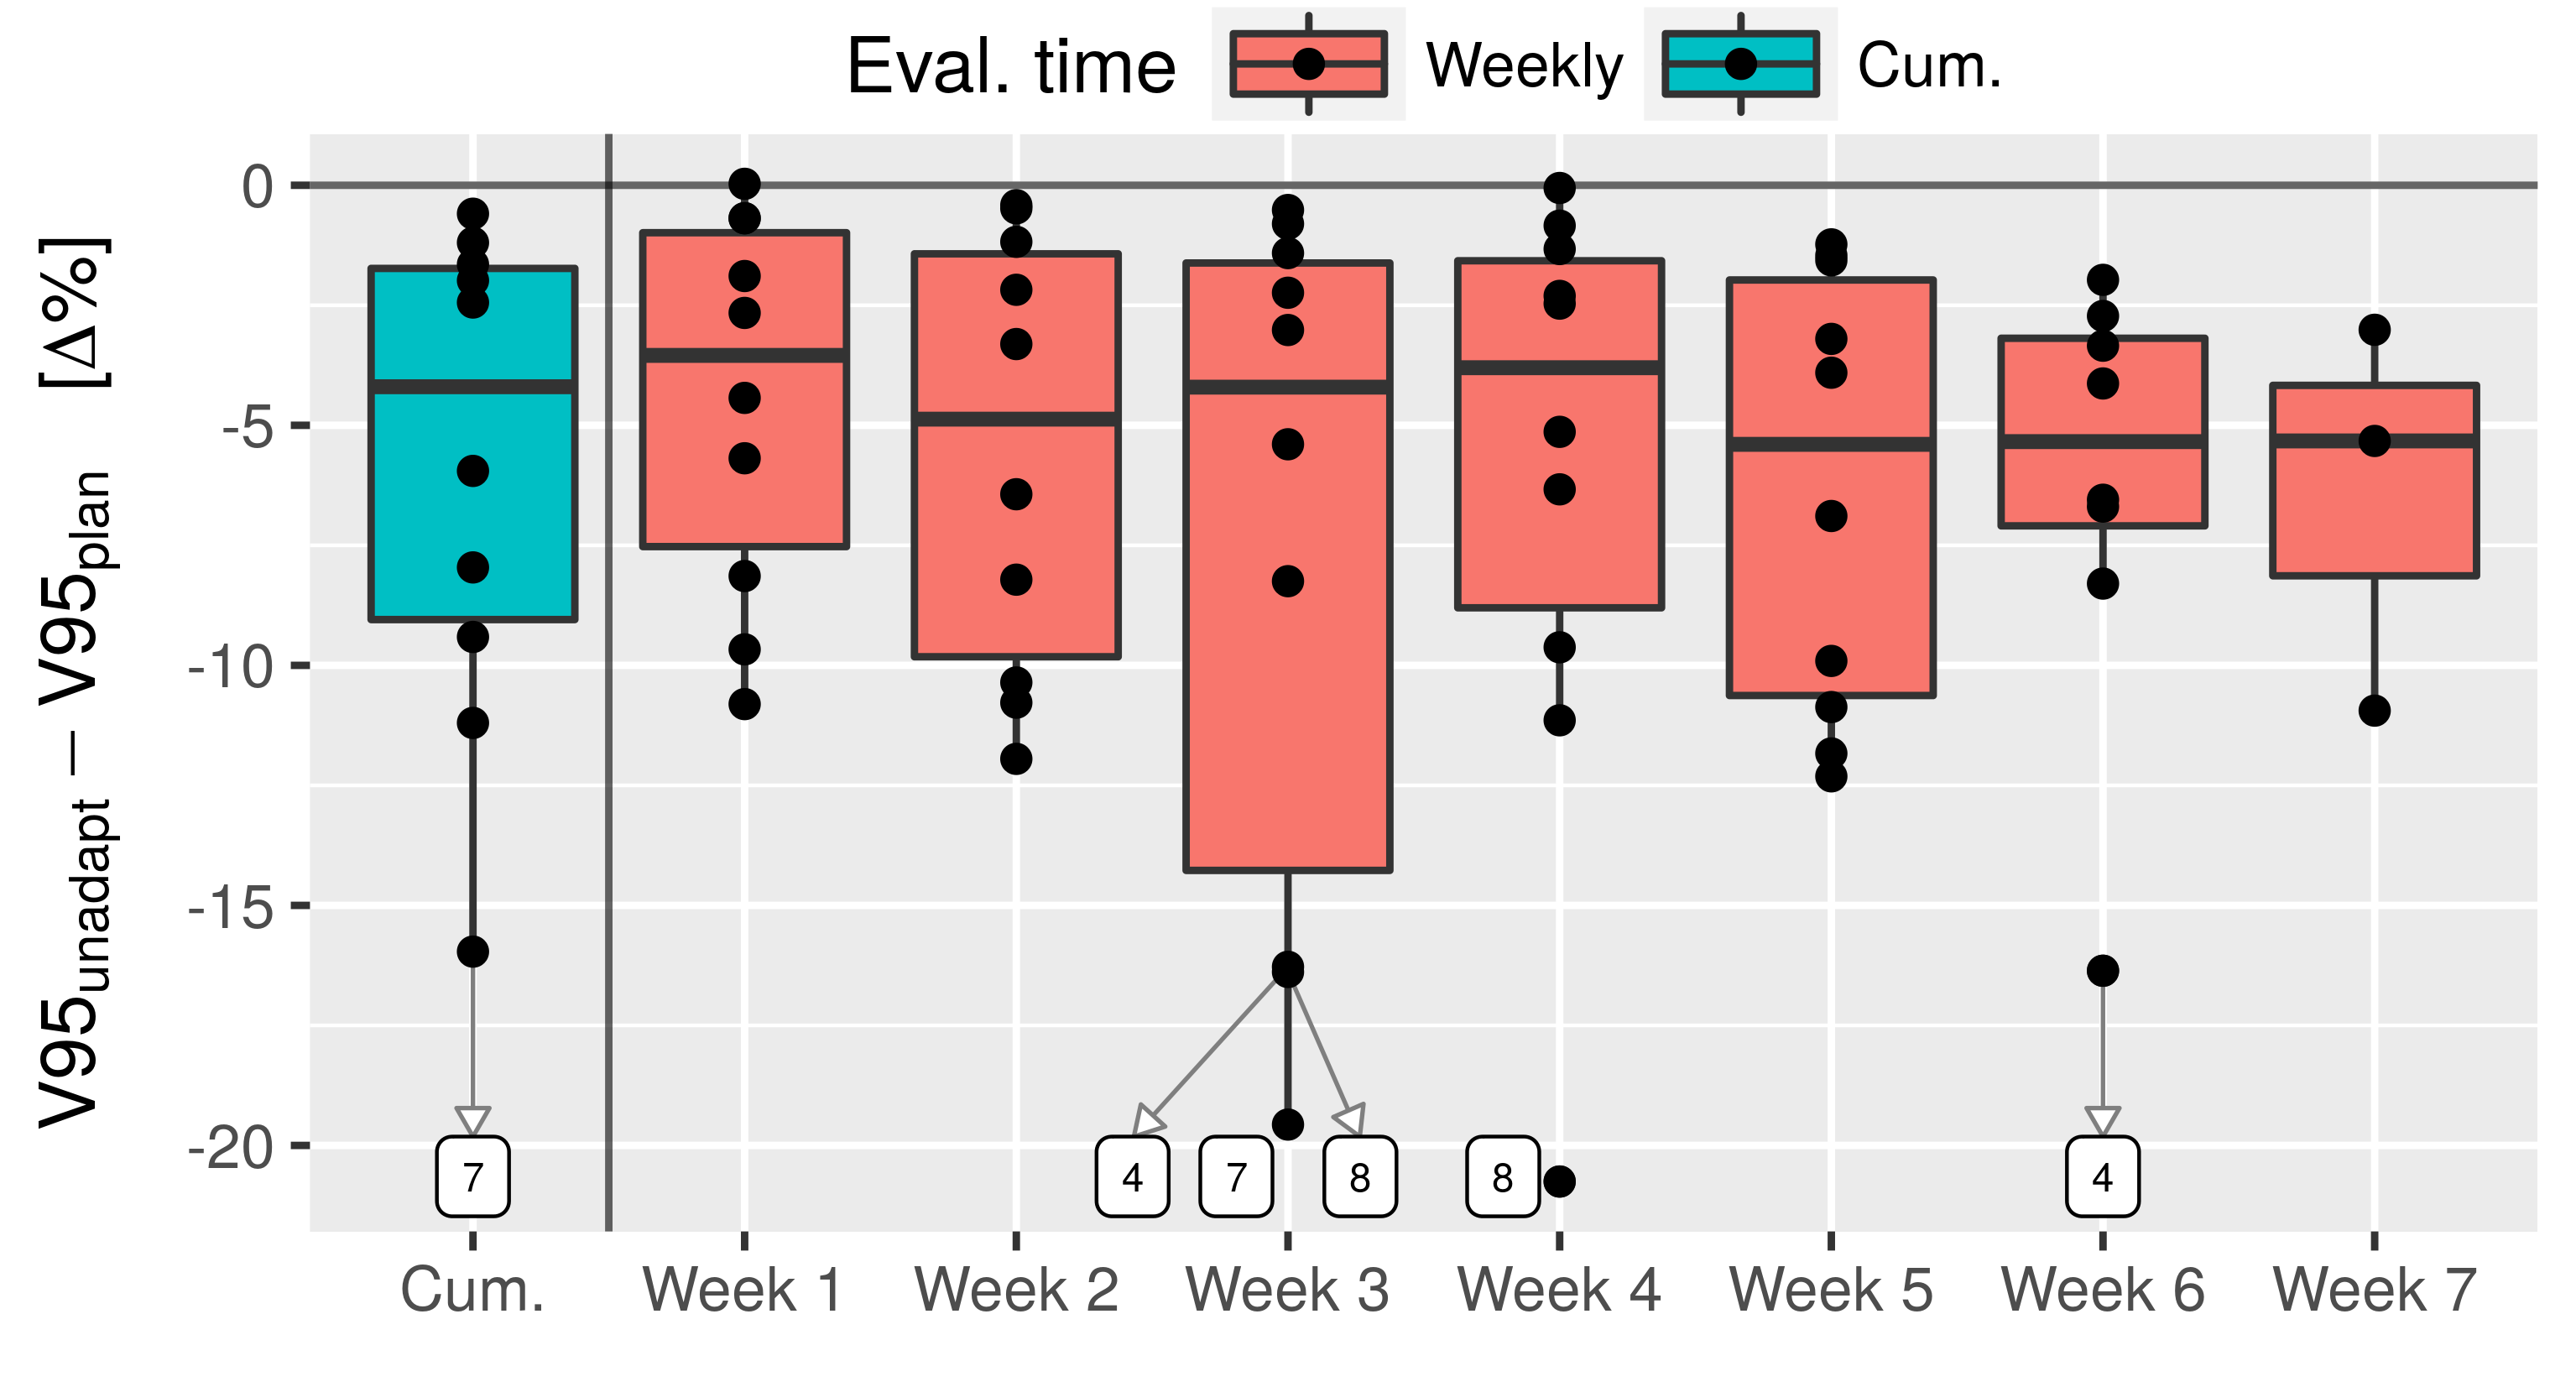 Eval. time Weekly Cum.
V95unadapt − V95plan [Δ%]
0
-5
-10
-15
-20
7
4 7 8 8 4
Cum. Week 1 Week 2 Week 3 Week 4 Week 5 Week 6 Week 7